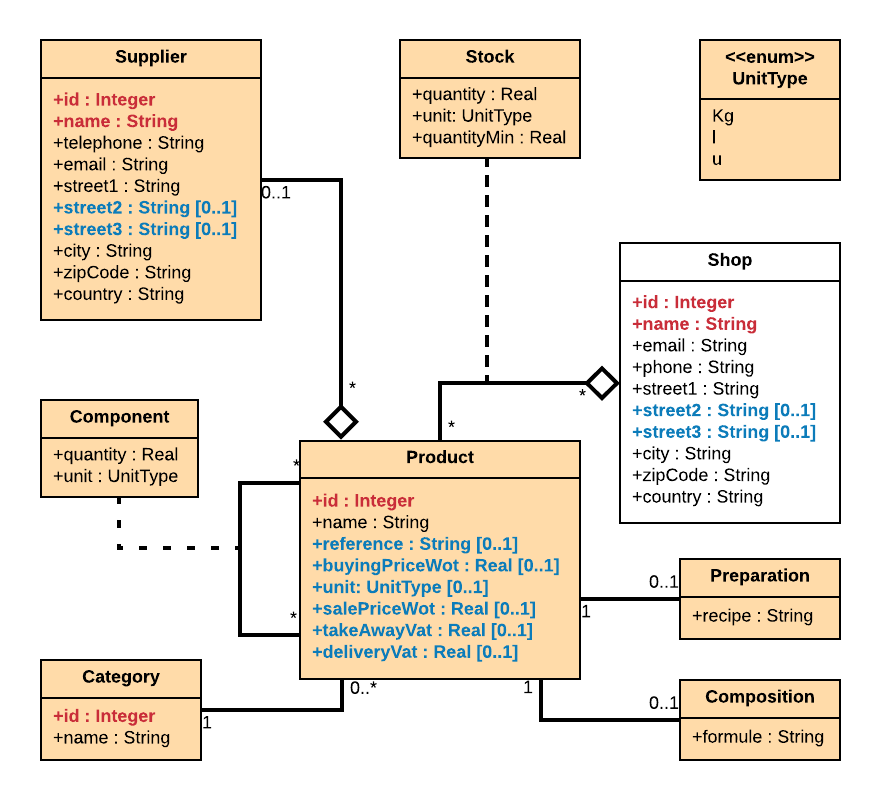 Supplier
+id : Integer
+name : String
+telephone : String
+email : String
+street1 : String
+street2 : String [0..1]
+street3 : String [0..1]
+city : String
+zipCode : String
+country : String
0..1
*
Stock
+quantity : Real
+unit: UnitType
+quantityMin : Real
<<enum>>
UnitType
Kg
l
u
Shop
+id : Integer
+name : String
+email : String
+phone : String
+street1 : String
+street2 : String [0..1]
+street3 : String [0..1]
+city : String
+zipCode : String
+country : String
*
*
Component
+quantity : Real
+unit : UnitType
*
*
Product
+id : Integer
+name : String
+reference : String [0..1]
+buyingPriceWot : Real [0..1]
+unit: UnitType [0..1]
+salePriceWot : Real [0..1]
+takeAwayVat : Real [0..1]
+deliveryVat : Real [0..1]
0..1
1
Preparation
+recipe : String
Category
+id : Integer
+name : String
1
0..*
1
0..1
Composition
+formule : String